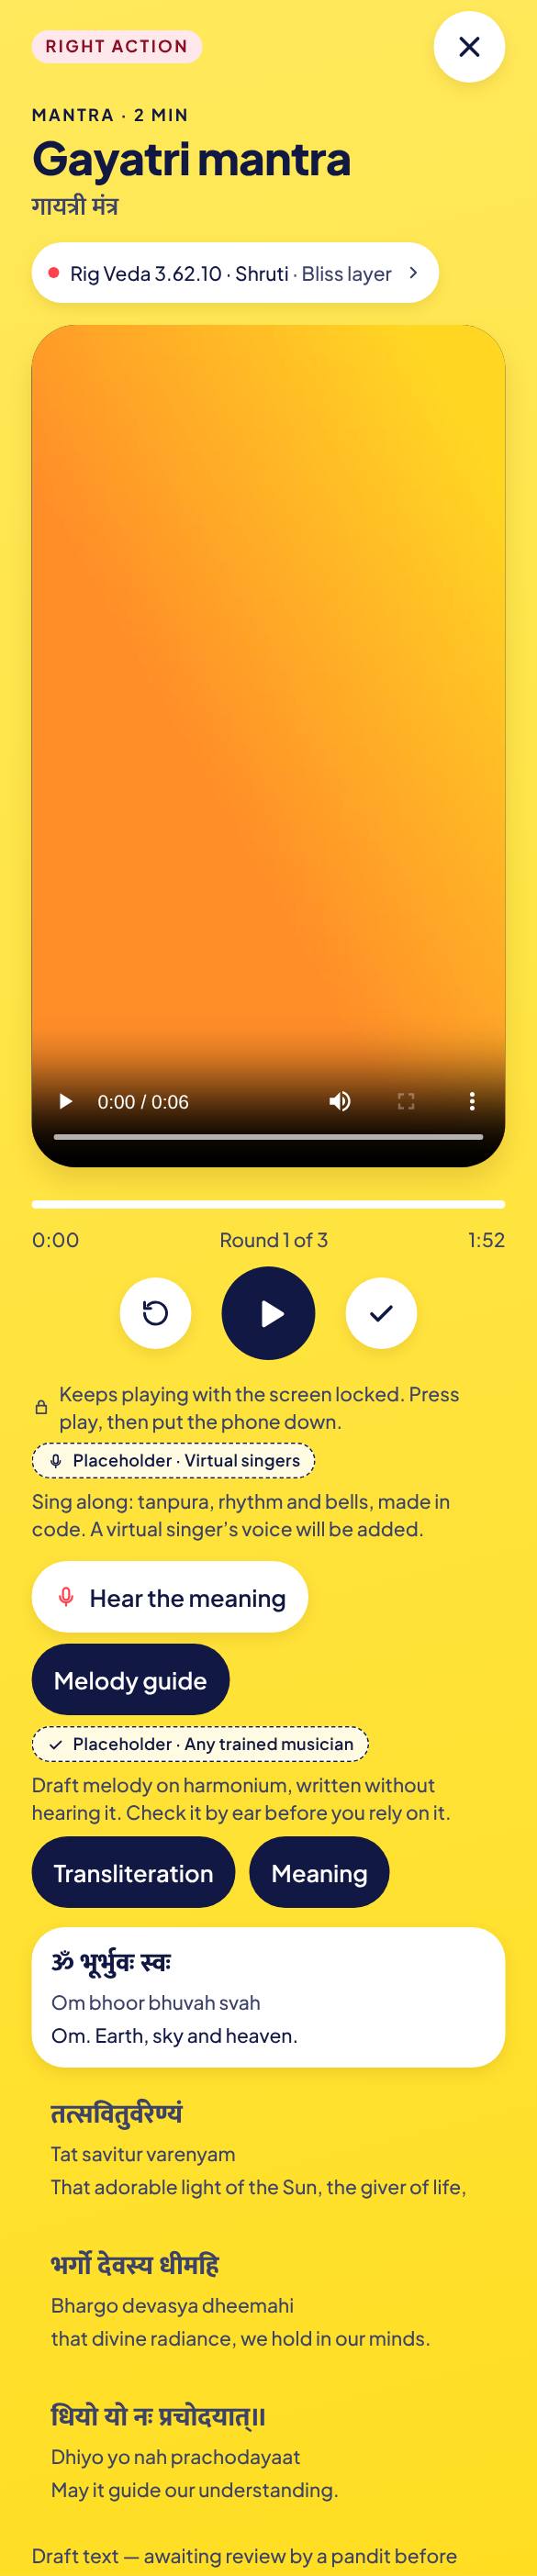 RIGHT ACTION
MANTRA · 2 MIN
Gayatri mantra
गायत्री मंत्र
Rig Veda 3.62.10 · Shruti · Bliss layer
0:00 / 0:06
0:00 Round 1 of 3 1:52
Keeps playing with the screen locked. Press
play, then put the phone down.
Placeholder · Virtual singers
Sing along: tanpura, rhythm and bells, made in
code. A virtual singer’s voice will be added.
Hear the meaning
Melody guide
Placeholder · Any trained musician
Draft melody on harmonium, written without
hearing it. Check it by ear before you rely on it.
Transliteration Meaning
ॐ भूर्भुवः स्वः
Om bhoor bhuvah svah
Om. Earth, sky and heaven.
तत्सवितुर्वरेण्यं
Tat savitur varenyam
That adorable light of the Sun, the giver of life,
भर्गो देवस्य धीमहि
Bhargo devasya dheemahi
that divine radiance, we hold in our minds.
धियो यो नः प्रचोदयात्॥
Dhiyo yo nah prachodayaat
May it guide our understanding.
Draft text — awaiting review by a pandit before